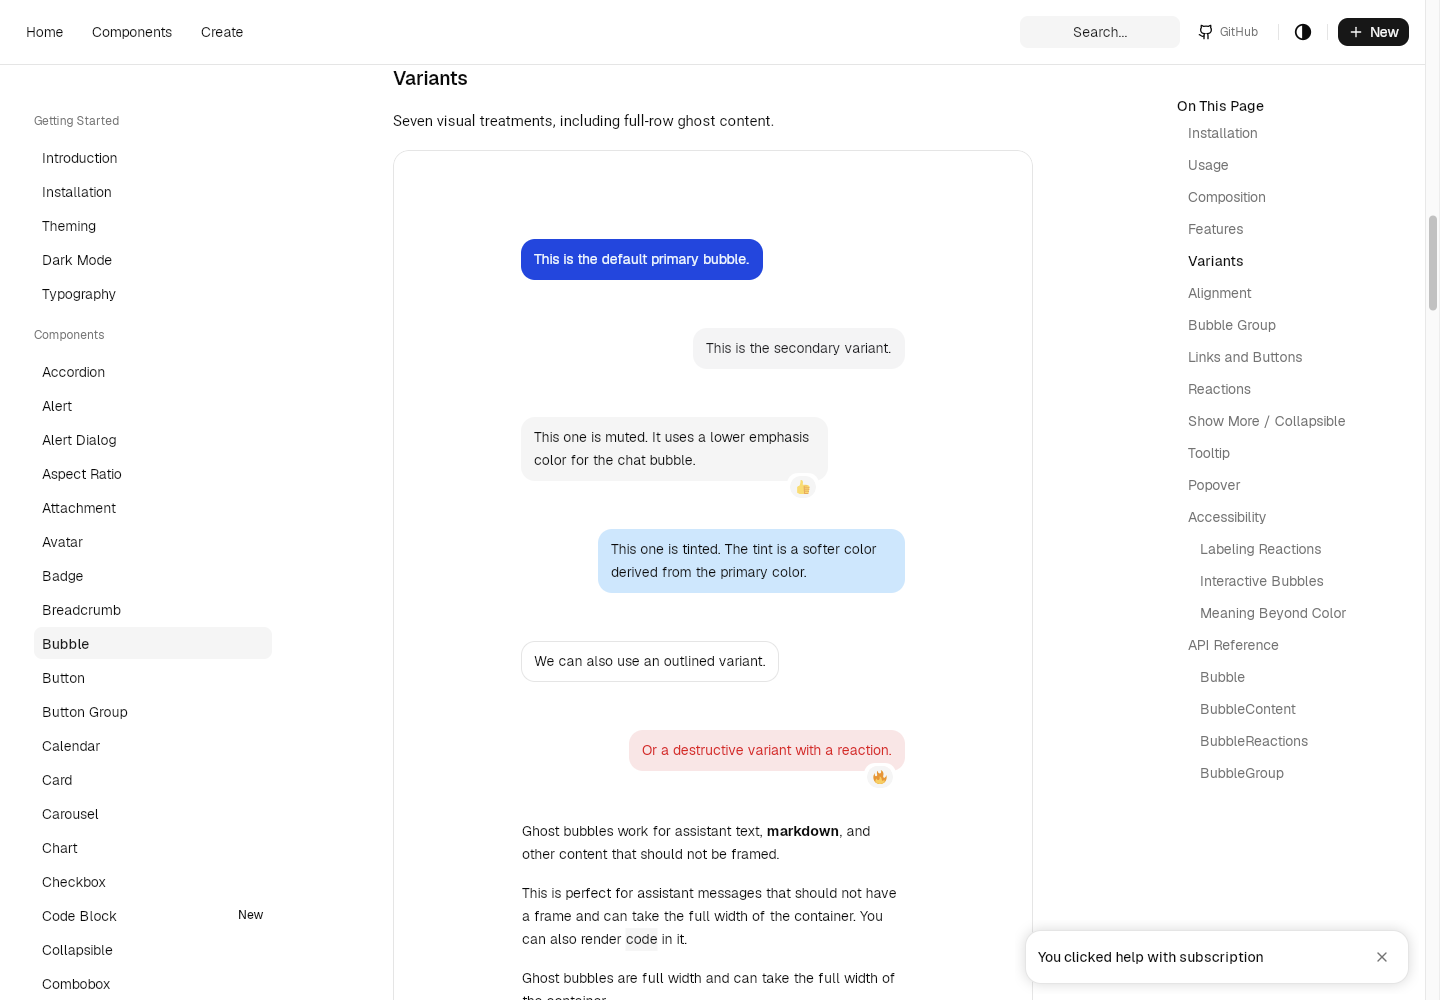 Home
Components
Create
Search...
GitHub
New
Getting Started
Introduction
Installation
Theming
Dark Mode
Typography
Components
Accordion
Alert
Alert Dialog
Aspect Ratio
Attachment
Avatar
Badge
Breadcrumb
Bubble
Button
Button Group
Calendar
Card
Carousel
Chart
Checkbox
Code Block
New
Collapsible
Combobox
Variants
Seven visual treatments, including full-row ghost content.
This is the default primary bubble.
This is the secondary variant.
This one is muted. It uses a lower emphasis
color for the chat bubble.
This one is tinted. The tint is a softer color
derived from the primary color.
We can also use an outlined variant.
Or a destructive variant with a reaction.
Ghost bubbles work for assistant text, markdown, and
other content that should not be framed.
This is perfect for assistant messages that should not have
a frame and can take the full width of the container. You
can also render code in it.
Ghost bubbles are full width and can take the full width of
the container.
On This Page
Installation
Usage
Composition
Features
Variants
Alignment
Bubble Group
Links and Buttons
Reactions
Show More / Collapsible
Tooltip
Popover
Accessibility
Labeling Reactions
Interactive Bubbles
Meaning Beyond Color
API Reference
Bubble
BubbleContent
BubbleReactions
BubbleGroup
You clicked help with subscription